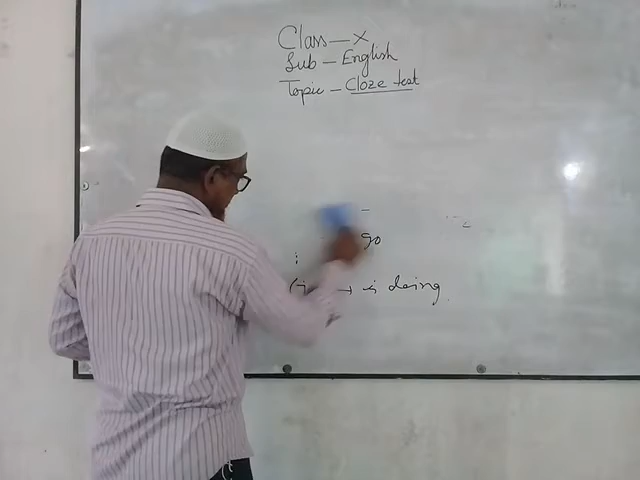 Class – X
Sub – English
Topic – Cloze test
go
is doing